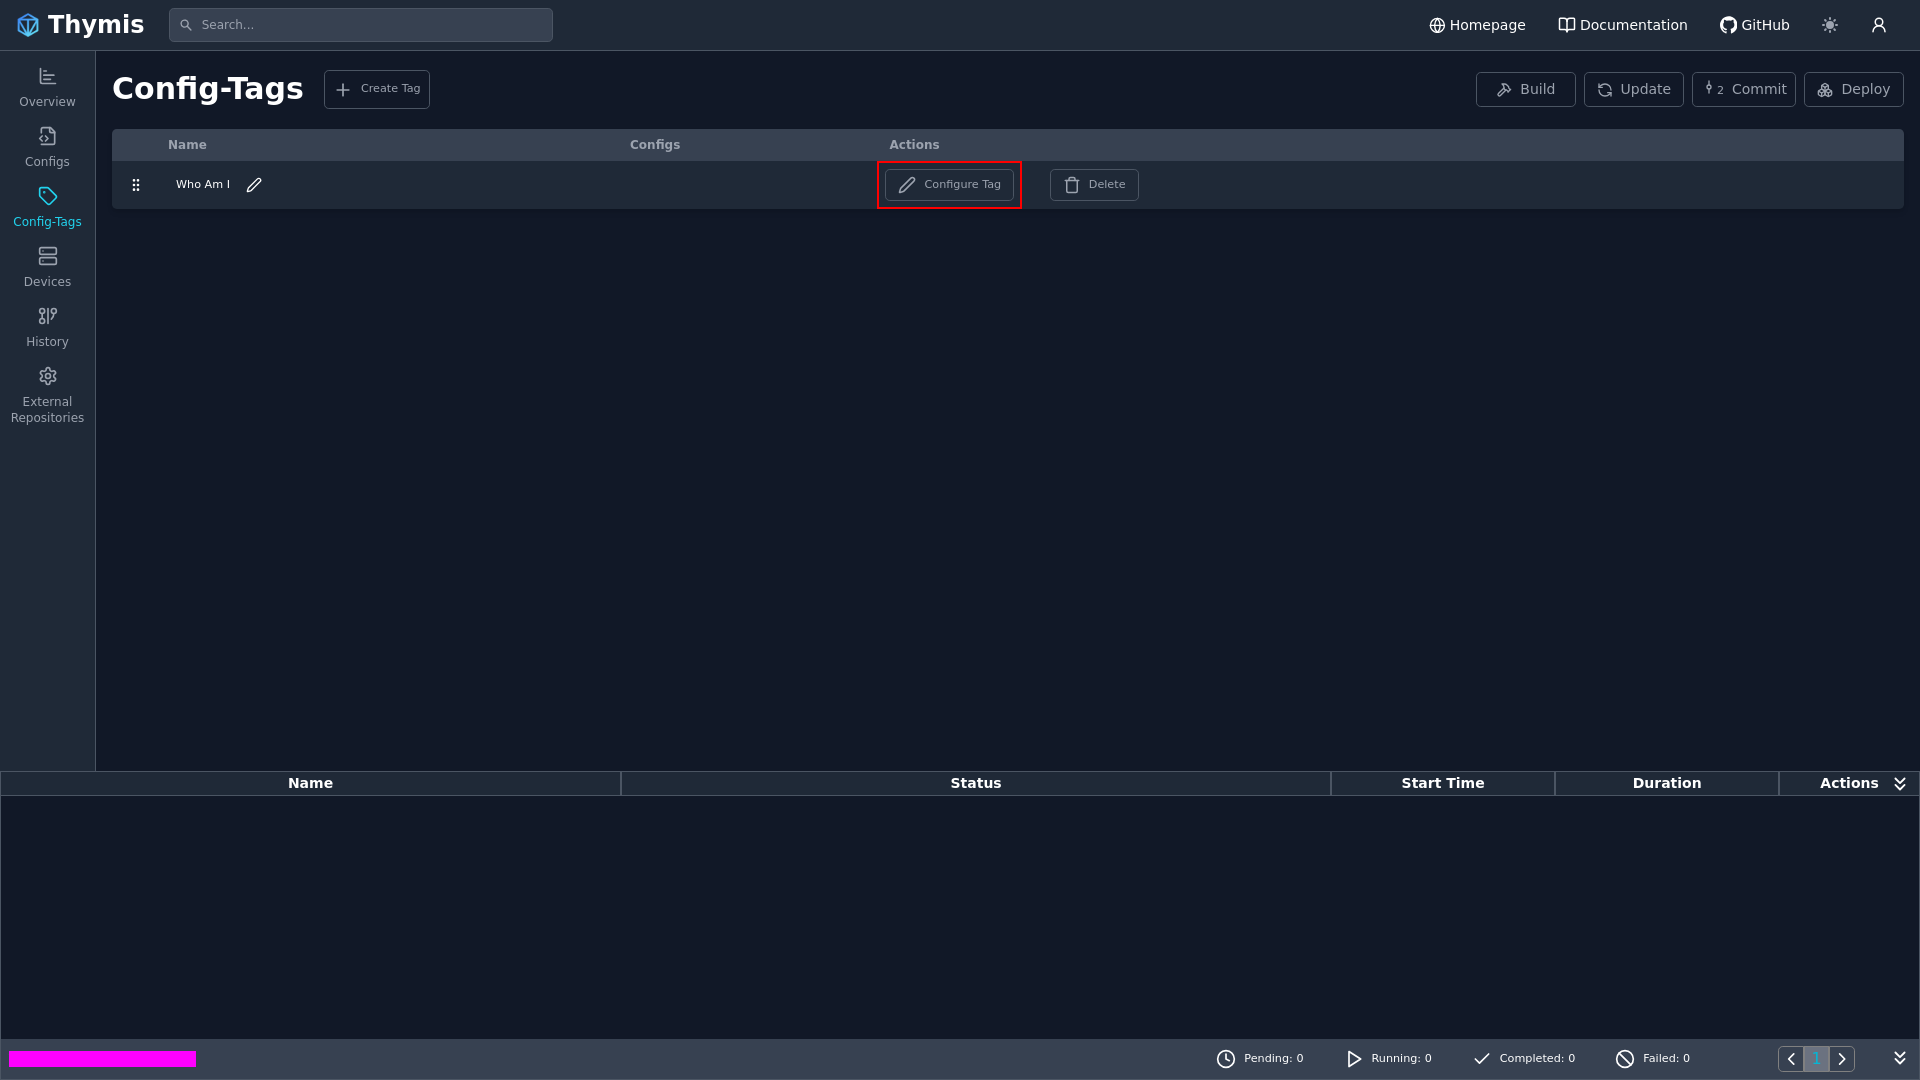 Thymis
Search...
Homepage
Documentation
GitHub
Overview
Configs
Config-Tags
Devices
History
External
Repositories
Config-Tags
Create Tag
Build
Update
2 Commit
Deploy
Name Configs Actions
Who Am I
Configure Tag
Delete
Name Status Start Time Duration Actions
Pending: 0
Running: 0
Completed: 0
Failed: 0
1